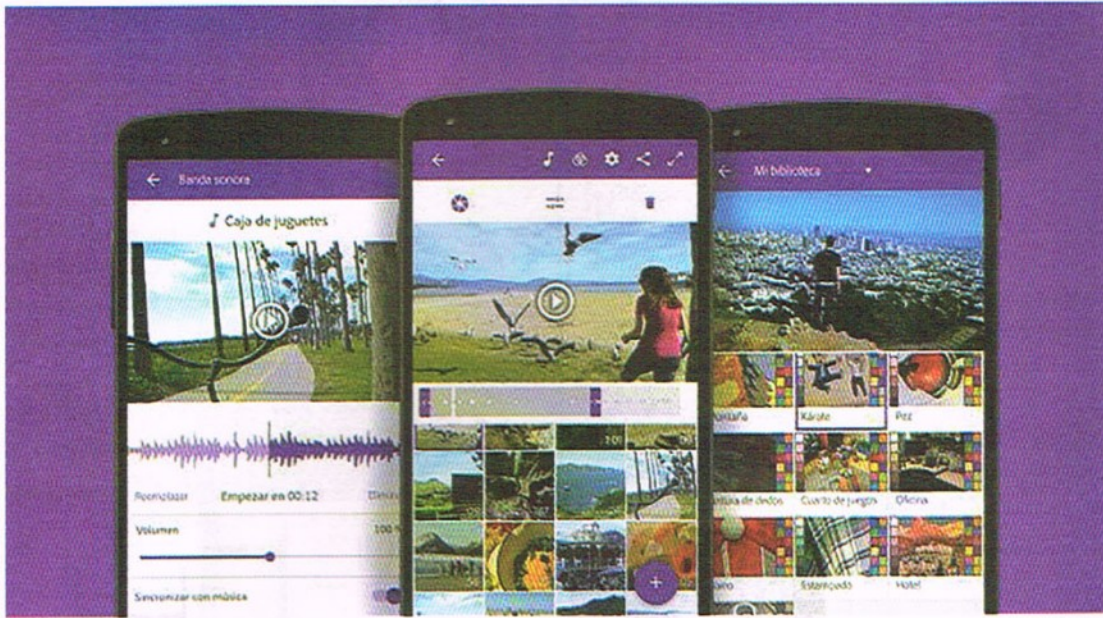 Banda sonora
Caja de juguetes
Reemplazar Empezar en 00:12
Volumen 100
Sincronizar con música
Mi biblioteca
Kárate Pez
Cuarto de juegos Oficina
Estampado Hotel